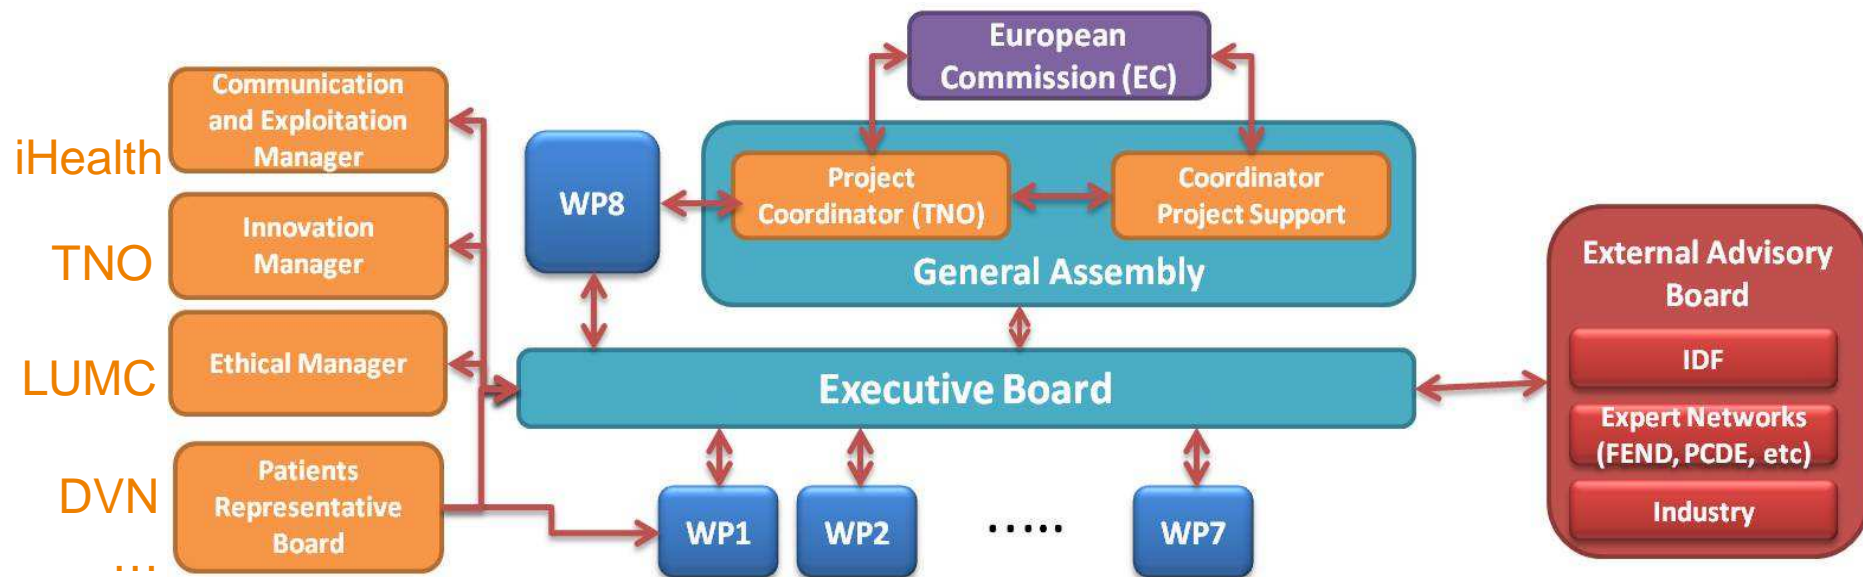 European
Commission (EC)
Communication
and Exploitation
Manager
iHealth
WP8
Project
Coordinator (TNO)
Coordinator
Project Support
General Assembly
Innovation
Manager
TNO
External Advisory
Board
IDF
Expert Networks
(FEND, PCDE, etc)
Industry
Ethical Manager
LUMC
Executive Board
Patients
Representative
Board
DVN
...
WP1
WP2
.....
WP7